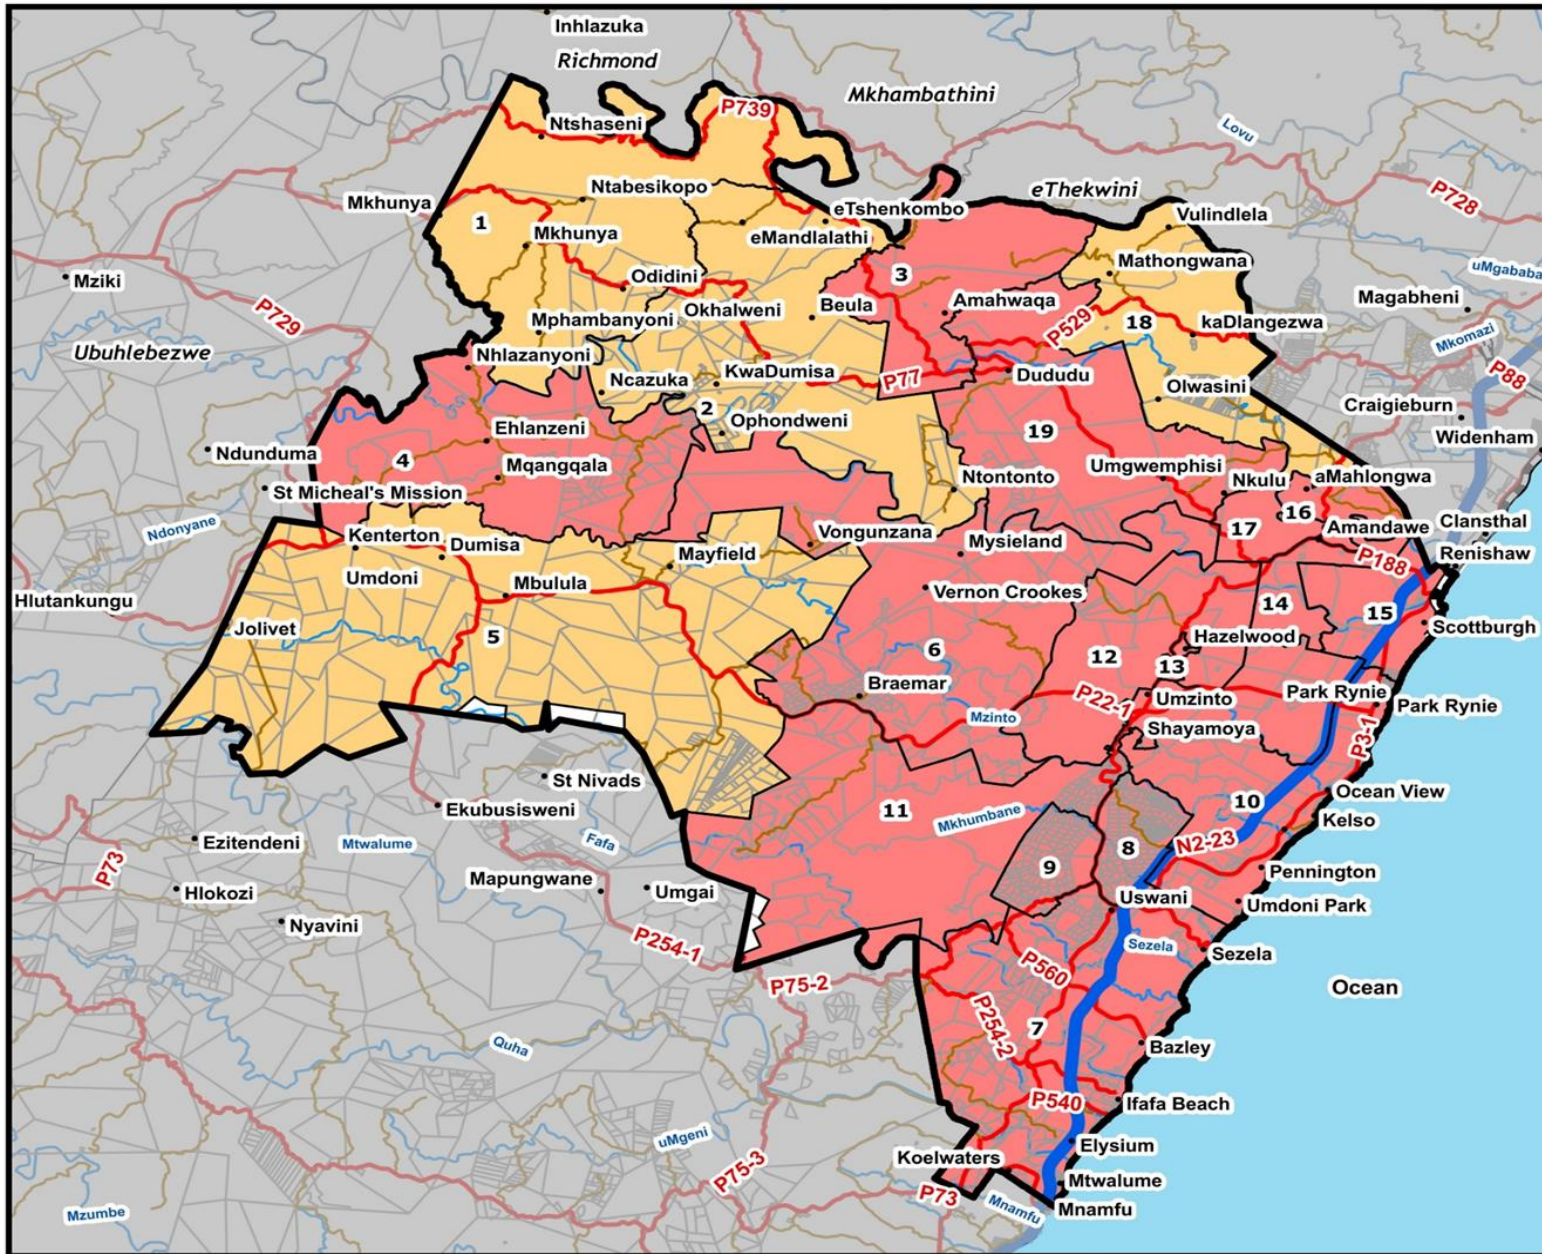 Inhlazuka
Richmond
Mkhambathini
P739
Ntshaseni
Lovu
eThekwini
P728
Mkhunya
Ntabesikopo
eTshenkombo
Vulindlela
1
Mkhunya
eMandlalathi
Mathongwana
uMgababa
Mziki
Odidini
3
Magabheni
P729
Okhalweni
Beula
Amahwaqa
Mphambanyoni
P529
18
kaDlangezwa
Mkomazi
Ubuhlebezwe
Nhlazanyoni
KwaDumisa
P77
Dududu
P88
Ncazuka
Olwasini
Craigieburn
2
Ophondweni
Ehlanzeni
19
Widenham
Ndunduma
4
Mqangqala
Umgwemphisi
Nkulu
aMahlongwa
St Micheal's Mission
Ntontonto
16
Ndonyane
17
Amandawe
Clansthal
Kenterton
Dumisa
Vongunzana
Mysieland
Renishaw
Mayfield
P188
Umdoni
Mbulula
Vernon Crookes
Hlutankungu
14
15
Jolivet
5
Hazelwood
Scottburgh
6
12
13
Braemar
Umzinto
Park Rynie
Park Rynie
P22-1
Mzinto
Shayamoya
P3-1
St Nivads
Ekubusisweni
11
10
Ocean View
Mkhumbane
Kelso
Ezitendeni
Mtwalume
Fafa
8
N2-23
P73
9
Pennington
Mapungwane
Umgai
Hlokozi
Uswani
Umdoni Park
Nyavini
P254-1
Sezela
Sezela
P560
P75-2
Ocean
7
P254-2
Quha
Bazley
P540
Ifafa Beach
uMgeni
Elysium
Koelwaters
P75-3
Mtwalume
P73
Mnamfu
Mnamfu
Mzumbe